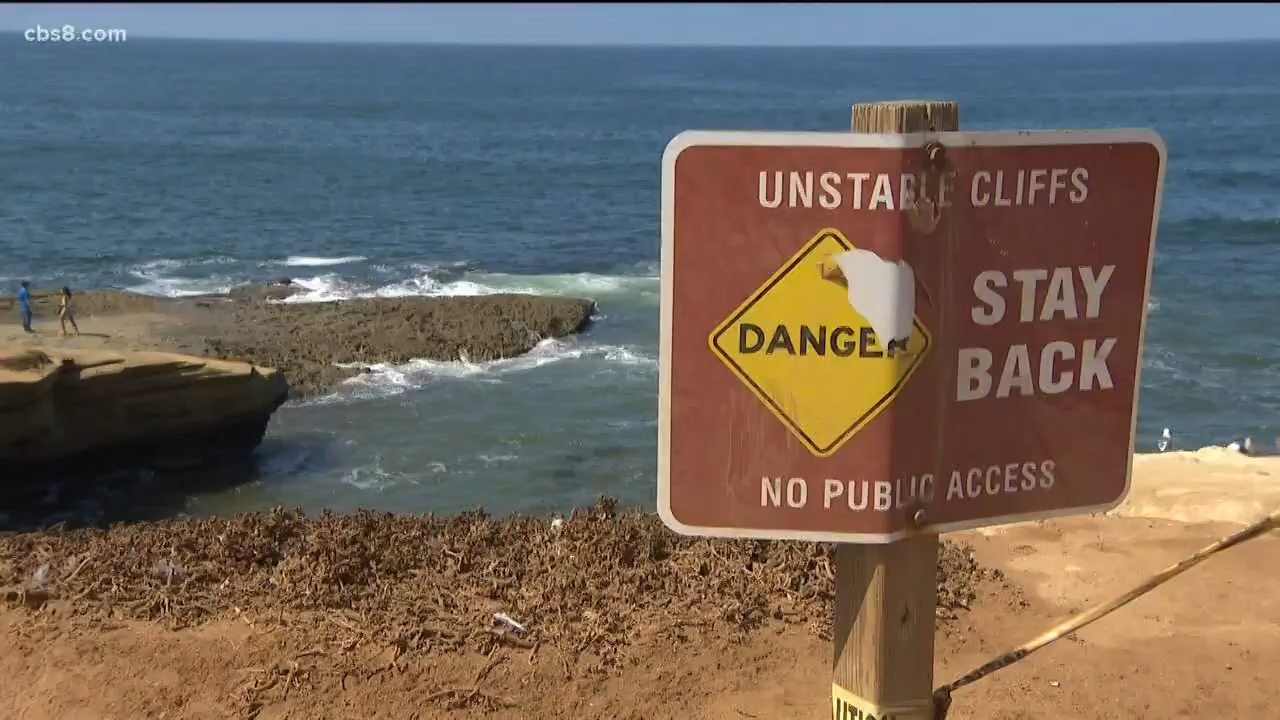 cbs8.com
UNSTABLE CLIFFS
DANGER
STAY
BACK
NO PUBLIC ACCESS